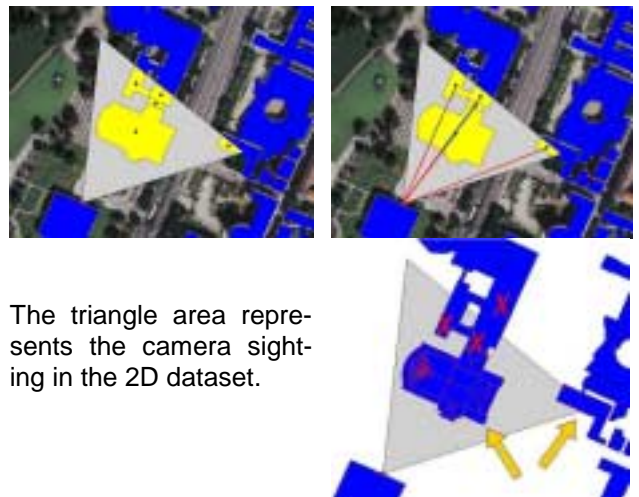 The triangle area repre-
sents the camera sight-
ing in the 2D dataset.